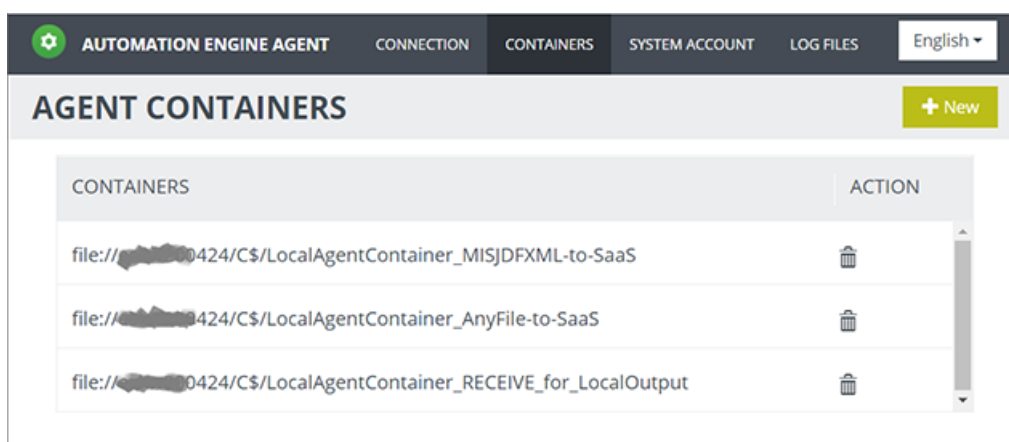 AUTOMATION ENGINE AGENT CONNECTION CONTAINERS SYSTEM ACCOUNT LOG FILES English
AGENT CONTAINERS + New
CONTAINERS ACTION
file:// 0424/C$/LocalAgentContainer_MISJDFXML-to-SaaS
file:// 424/C$/LocalAgentContainer_AnyFile-to-SaaS
file:// 0424/C$/LocalAgentContainer_RECEIVE_for_LocalOutput